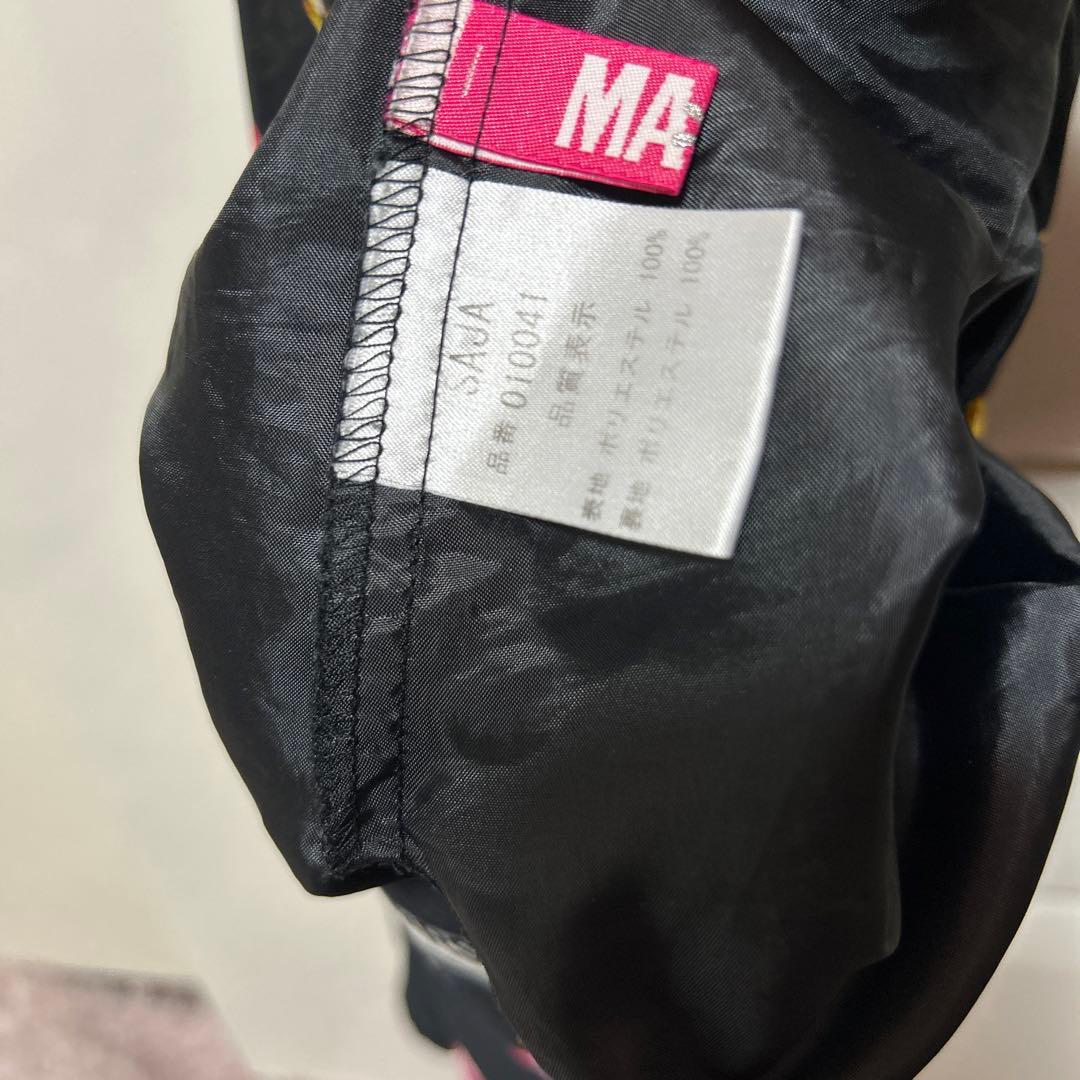 MA
SAJA
品番 010041
品質表示
表地 ポリエステル 100%
裏地 ポリエステル 100%